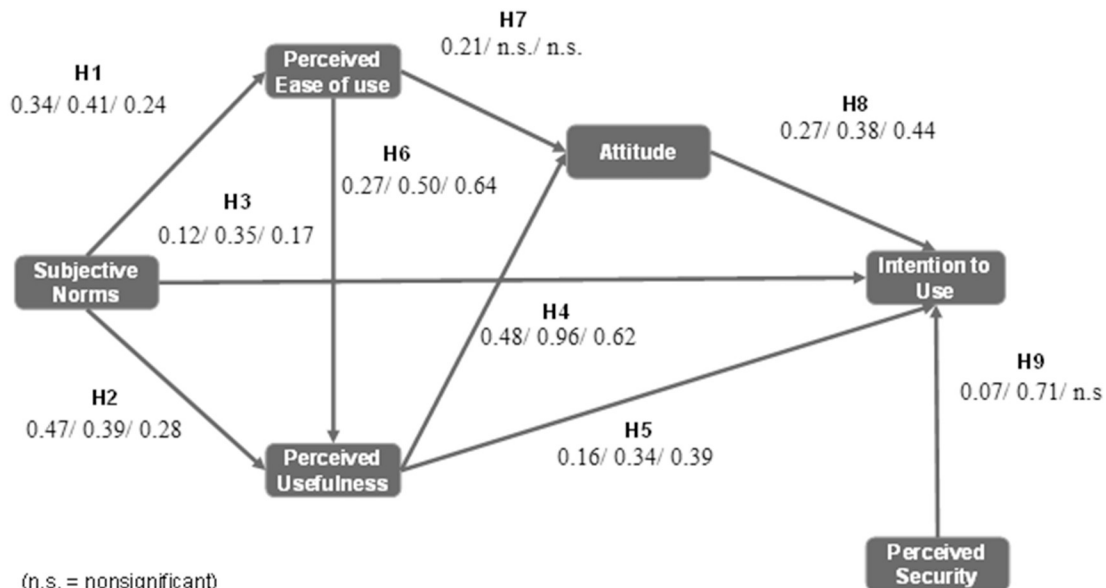 H7
0.21/ n.s./ n.s.
Perceived
Ease of use
H1
0.34/ 0.41/ 0.24
H8
0.27/ 0.38/ 0.44
Attitude
H6
0.27/ 0.50/ 0.64
H3
0.12/ 0.35/ 0.17
Subjective
Norms
Intention to
Use
H4
0.48/ 0.96/ 0.62
H9
0.07/ 0.71/ n.s
H2
0.47/ 0.39/ 0.28
H5
0.16/ 0.34/ 0.39
Perceived
Usefulness
Perceived
Security
(n.s. = nonsignificant)